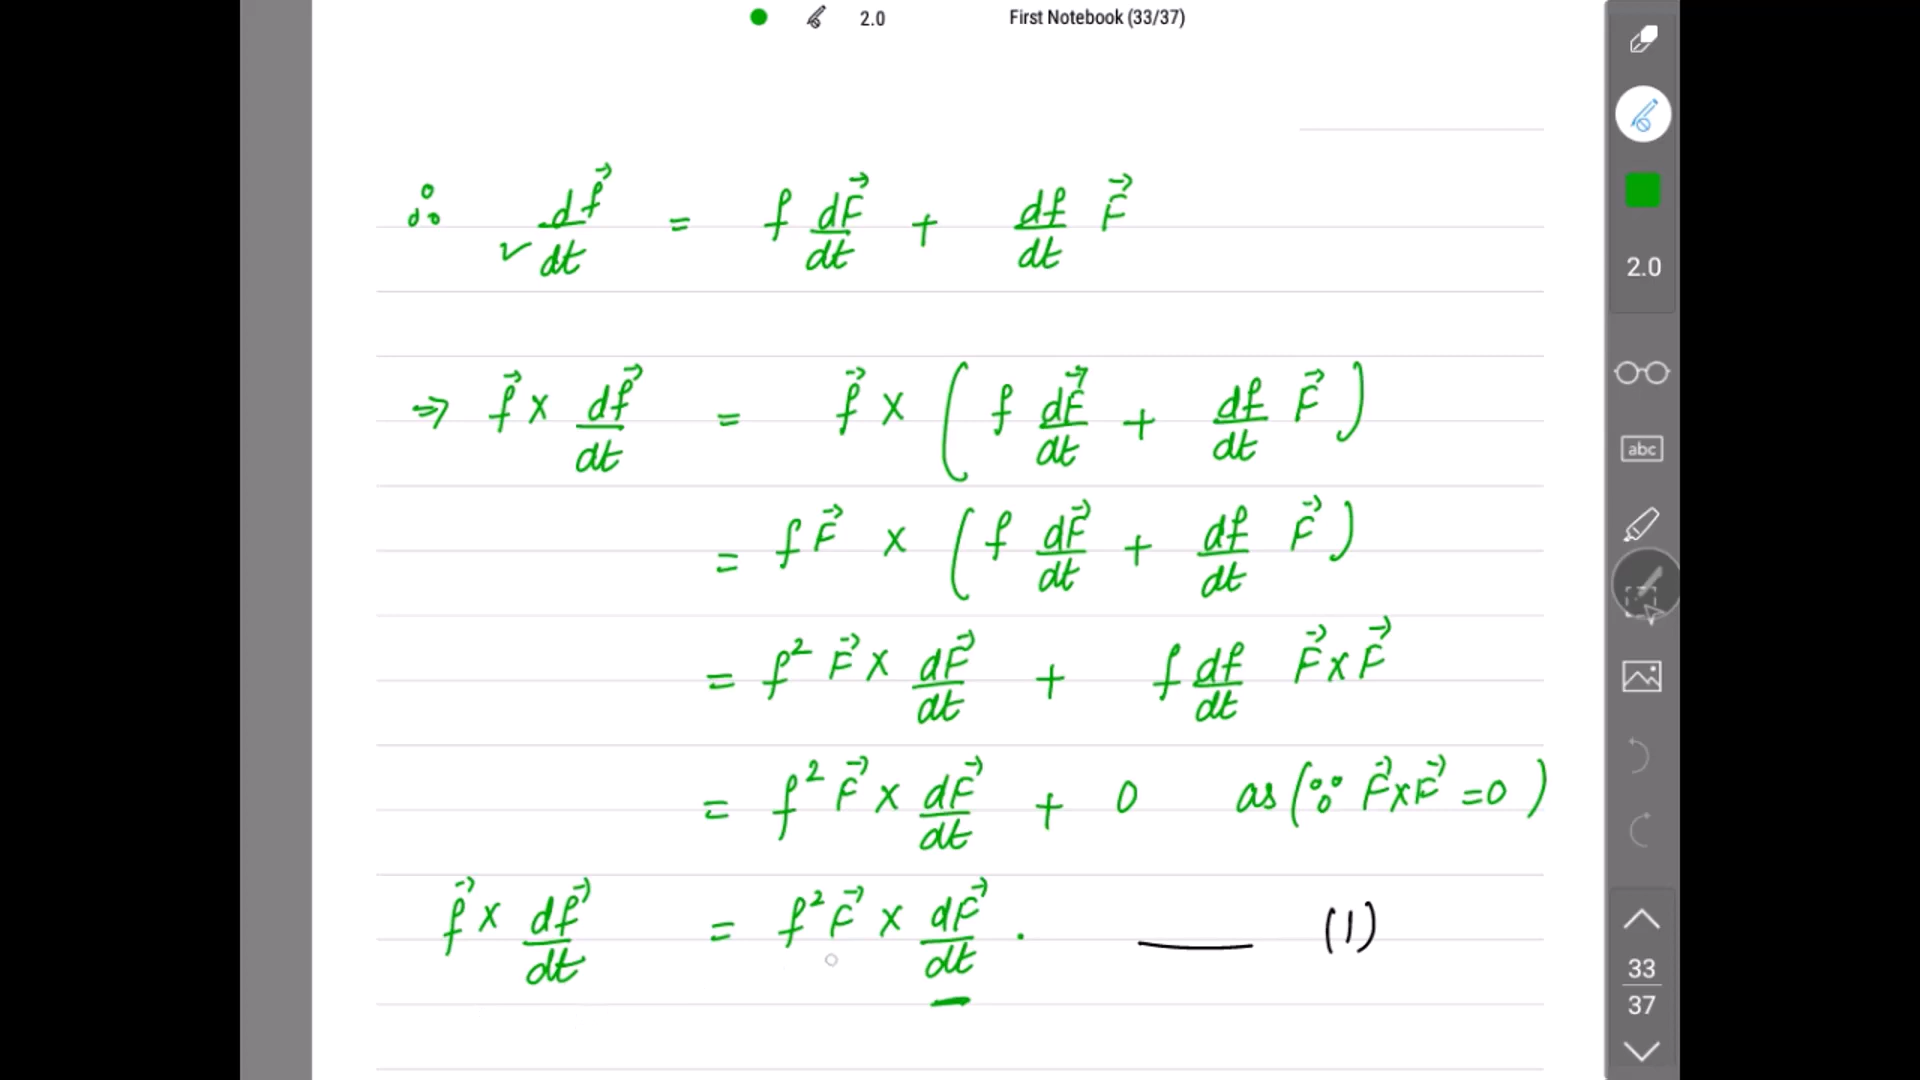 2.0 First Notebook (33/37)
∴ df⃗/dt = f dF⃗/dt + df/dt F⃗
2.0
⇒ f⃗ × df⃗/dt = f⃗ × ( f dF⃗/dt + df/dt F⃗ )
abc
= f F⃗ × ( f dF⃗/dt + df/dt F⃗ )
= f² F⃗ × dF⃗/dt + f df/dt F⃗ × F⃗
= f² F⃗ × dF⃗/dt + 0 as (∵ F⃗ × F⃗ = 0 )
f⃗ × df⃗/dt = f² F⃗ × dF⃗/dt . —— (1)
33
37